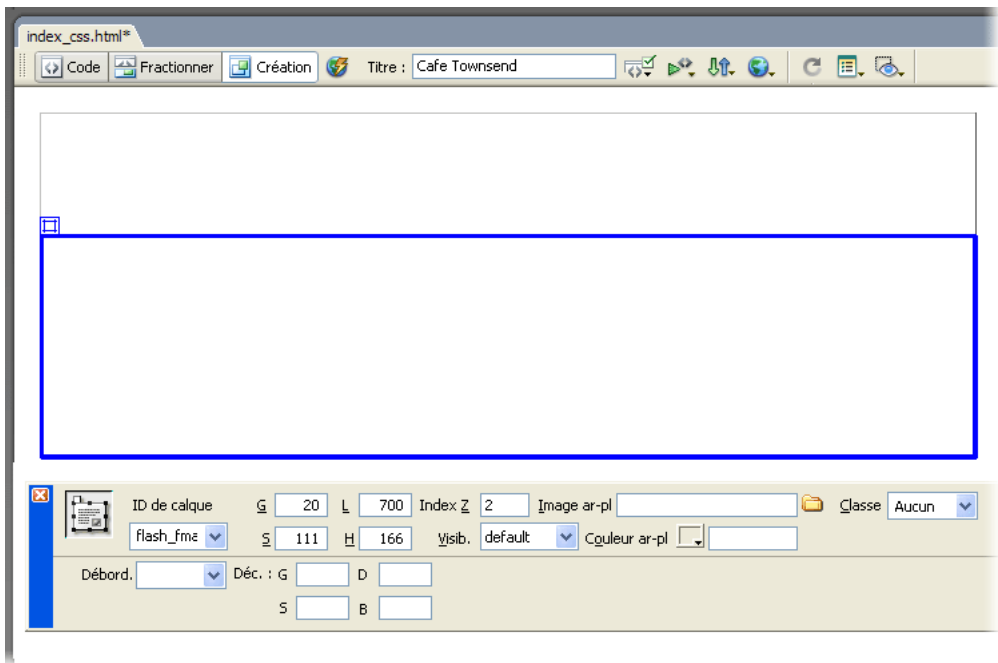 index_css.html*
Code Fractionner Création Titre : Cafe Townsend
ID de calque G 20 L 700 Index Z 2 Image ar-pl Classe Aucun
flash_fma S 111 H 166 Visib. default Couleur ar-pl
Débord. Déc. : G D
S B